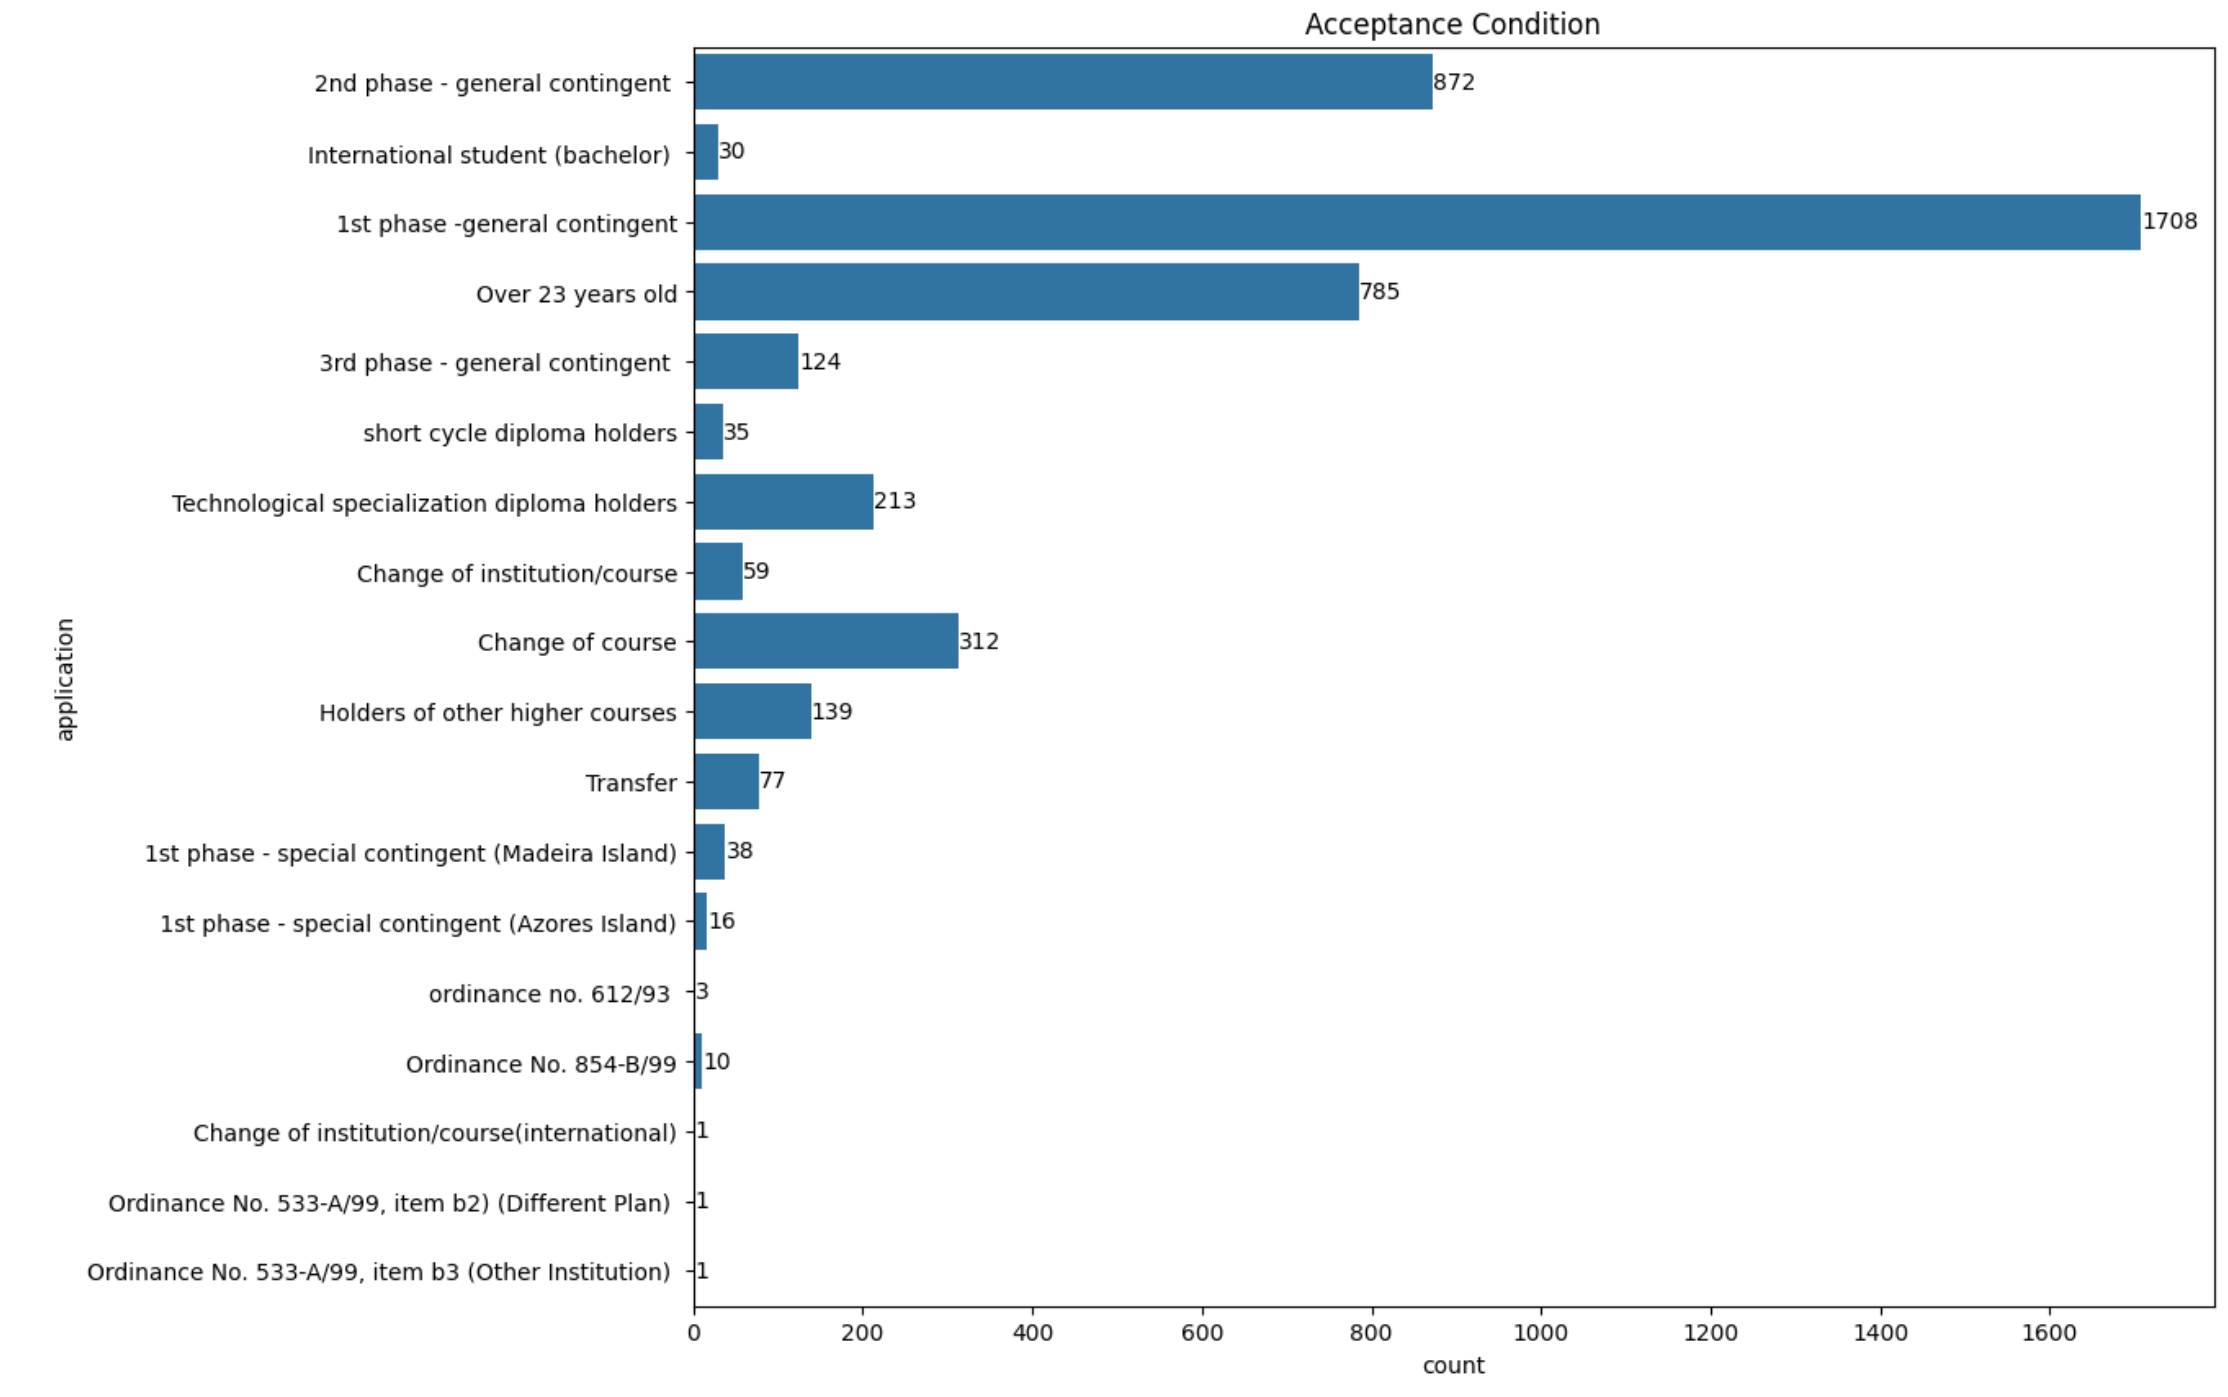 Acceptance Condition
2nd phase - general contingent 872
International student (bachelor) 30
1st phase -general contingent 1708
Over 23 years old 785
3rd phase - general contingent 124
short cycle diploma holders 35
Technological specialization diploma holders 213
Change of institution/course 59
Change of course 312
application
Holders of other higher courses 139
Transfer 77
1st phase - special contingent (Madeira Island) 38
1st phase - special contingent (Azores Island) 16
ordinance no. 612/93 3
Ordinance No. 854-B/99 10
Change of institution/course(international) 1
Ordinance No. 533-A/99, item b2) (Different Plan) 1
Ordinance No. 533-A/99, item b3 (Other Institution) 1
0 200 400 600 800 1000 1200 1400 1600
count